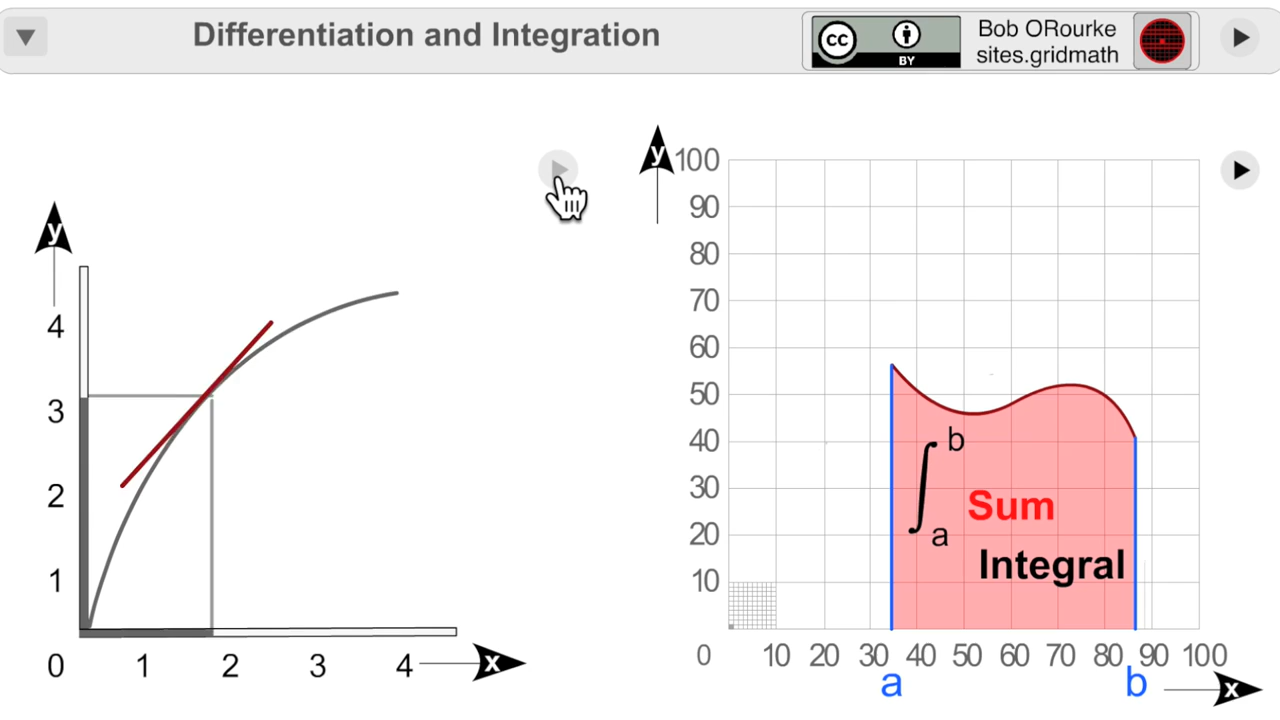 Differentiation and Integration
cc
BY
Bob ORourke
sites.gridmath
y
4
3
2
1
0 1 2 3 4 x
y
100
90
80
70
60
50
40
30
20
10
b
a
Sum
Integral
0 10 20 30 40 50 60 70 80 90 100
a b x